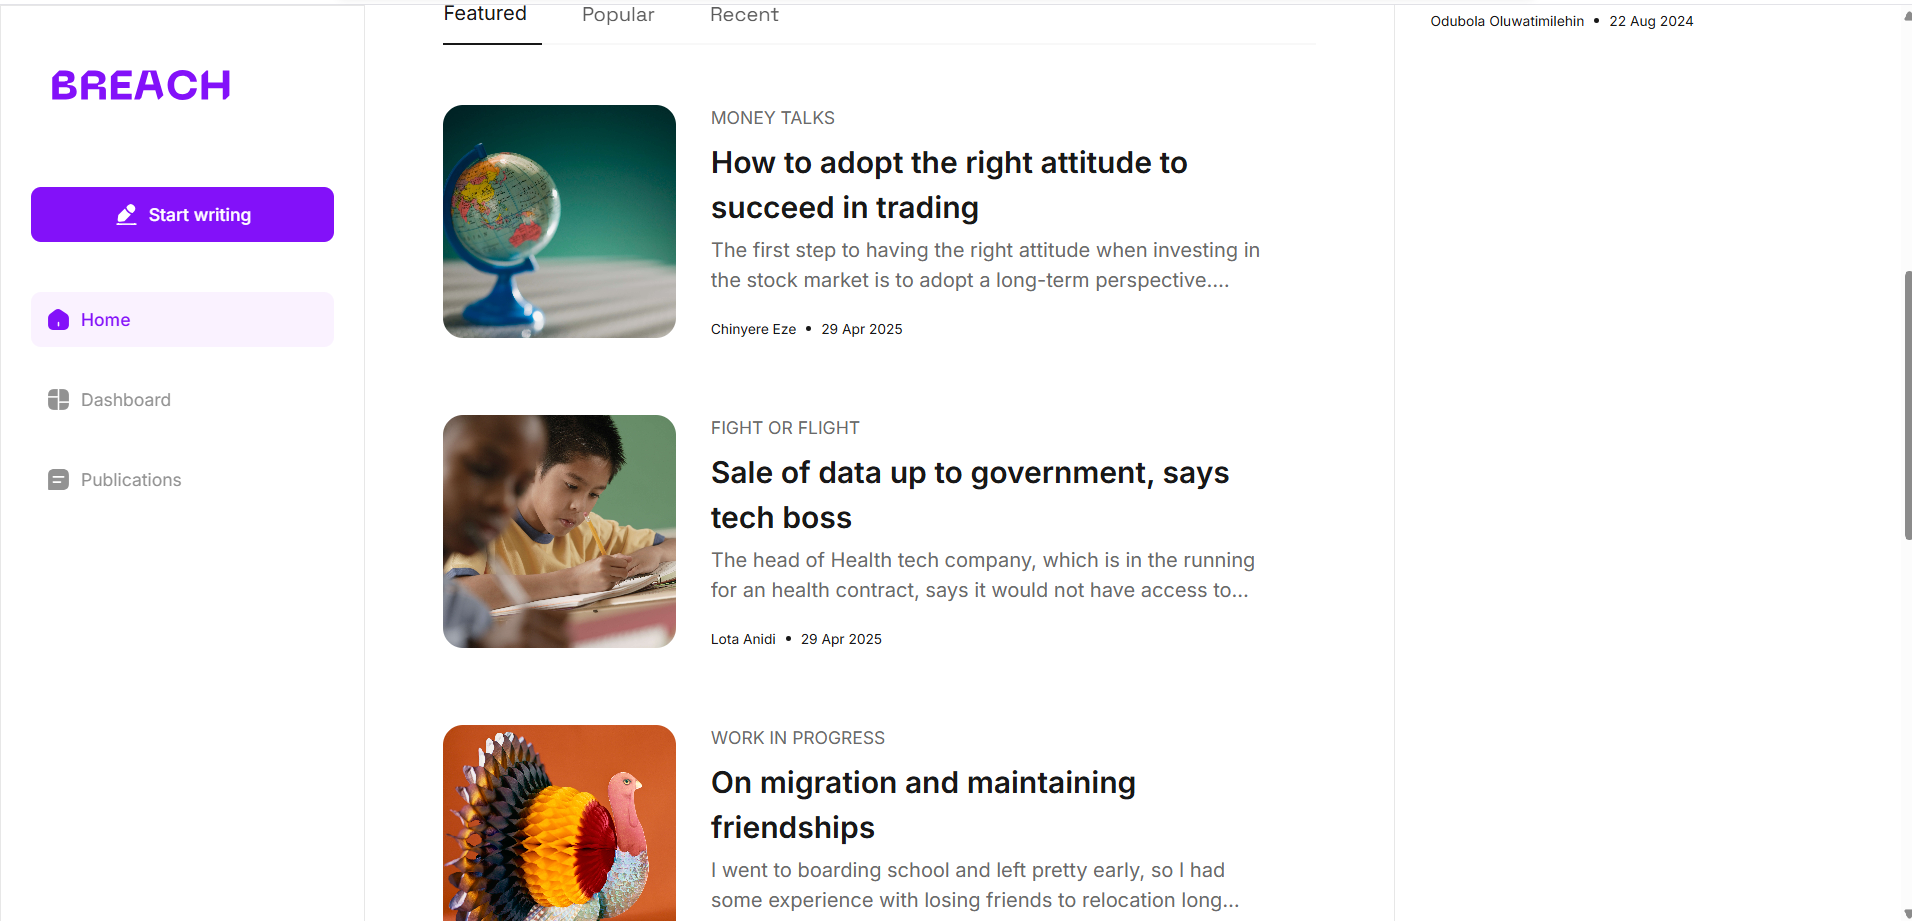 BREACH
Start writing
Home
Dashboard
Publications
Featured Popular Recent
MONEY TALKS
How to adopt the right attitude to
succeed in trading
The first step to having the right attitude when investing in
the stock market is to adopt a long-term perspective....
Chinyere Eze • 29 Apr 2025
FIGHT OR FLIGHT
Sale of data up to government, says
tech boss
The head of Health tech company, which is in the running
for an health contract, says it would not have access to...
Lota Anidi • 29 Apr 2025
WORK IN PROGRESS
On migration and maintaining
friendships
I went to boarding school and left pretty early, so I had
some experience with losing friends to relocation long...
Odubola Oluwatimilehin • 22 Aug 2024